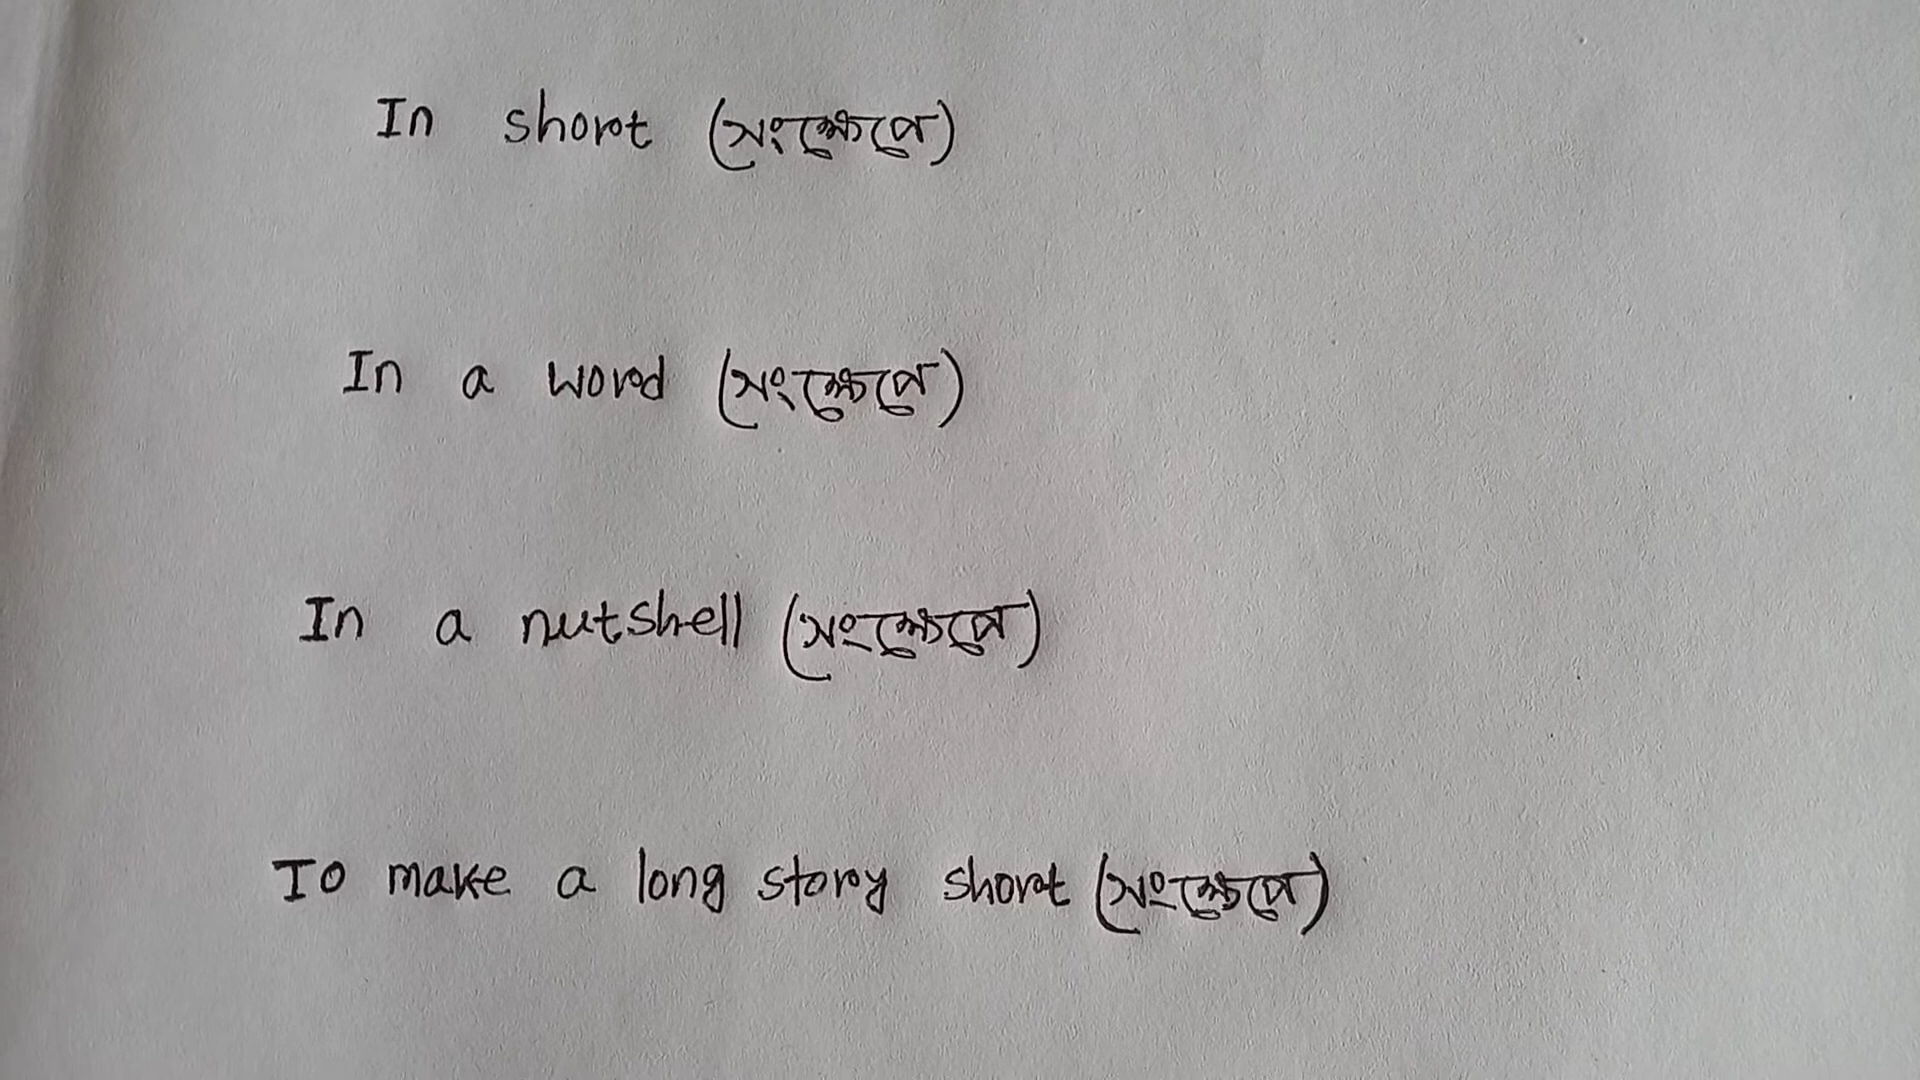 In short (সংক্ষেপে)
In a word (সংক্ষেপে)
In a nutshell (সংক্ষেপে)
To make a long story short (সংক্ষেপে)